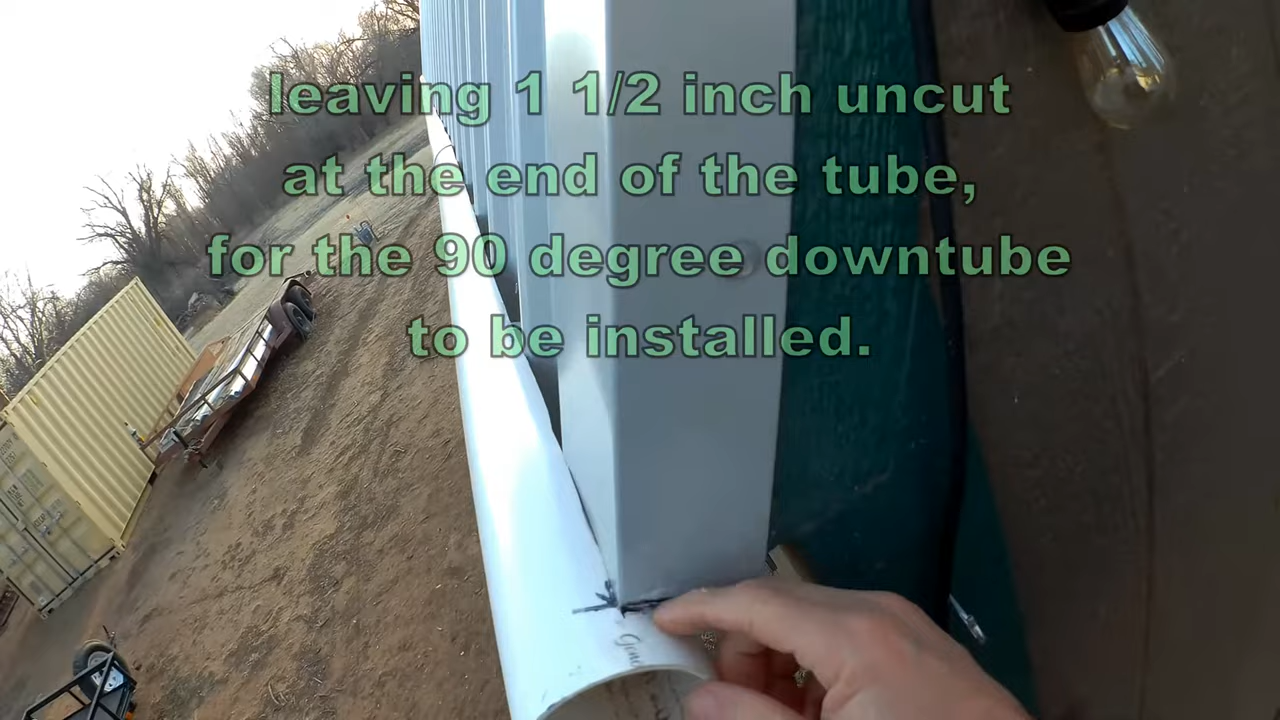 leaving 1 1/2 inch uncut
at the end of the tube,
for the 90 degree downtube
to be installed.